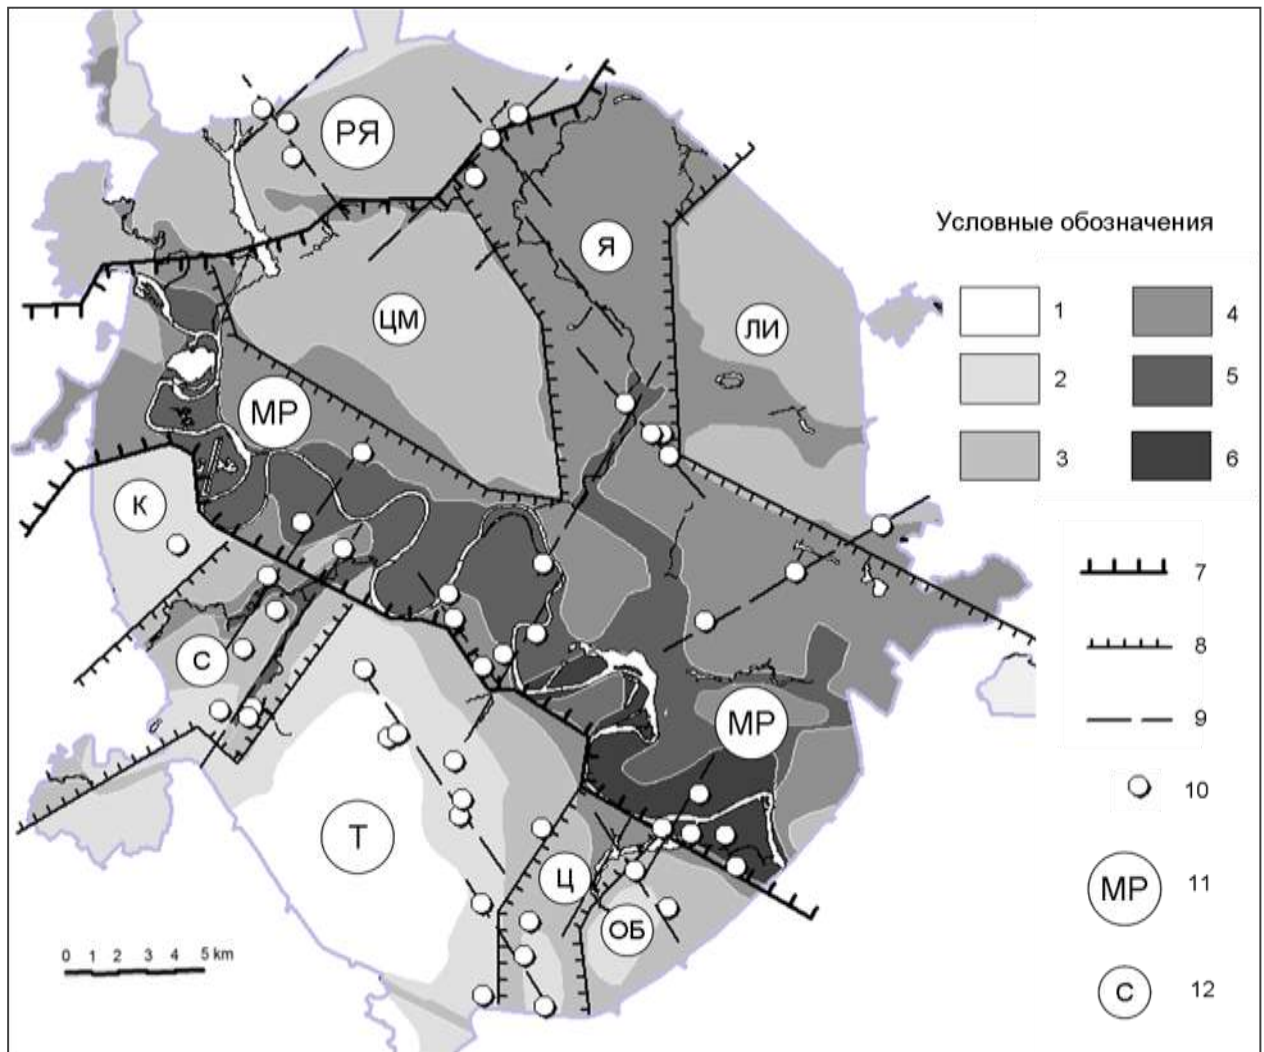 РЯ
Я
ЦМ
ЛИ
МР
К
С
МР
Т
Ц
ОБ
0 1 2 3 4 5 km
Условные обозначения
1 4
2 5
3 6
7
8
9
10
МР 11
С 12